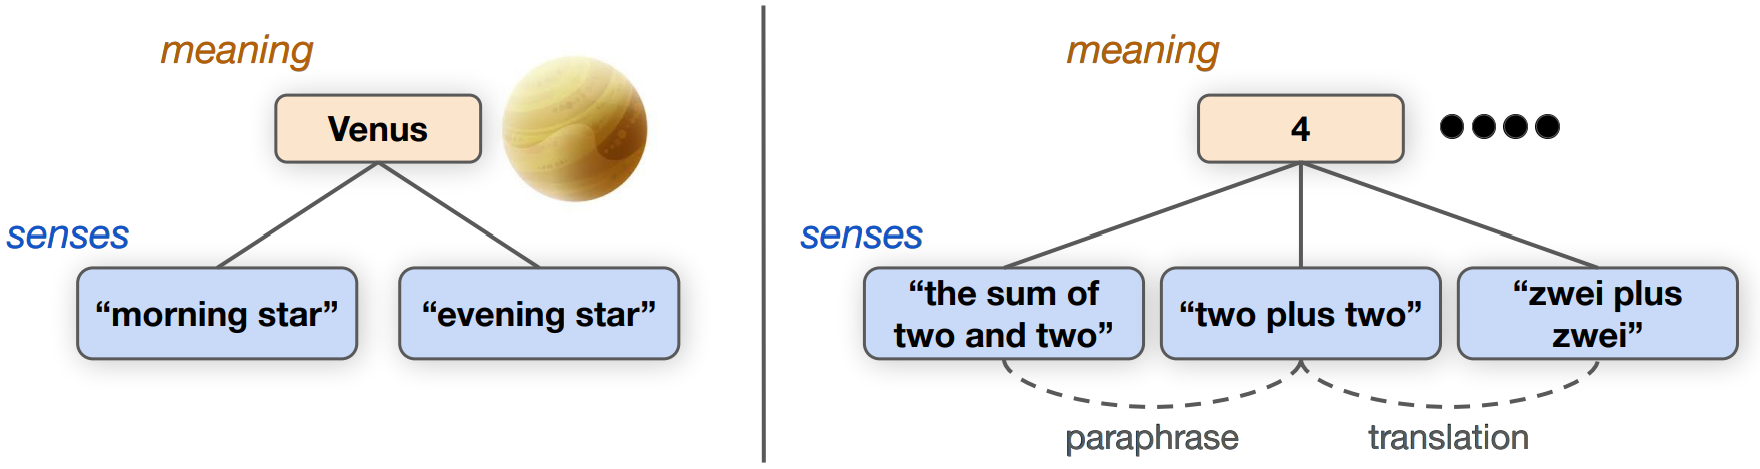 meaning
Venus
senses
“morning star”
“evening star”
meaning
4
senses
“the sum of
two and two”
“two plus two”
“zwei plus
zwei”
paraphrase
translation